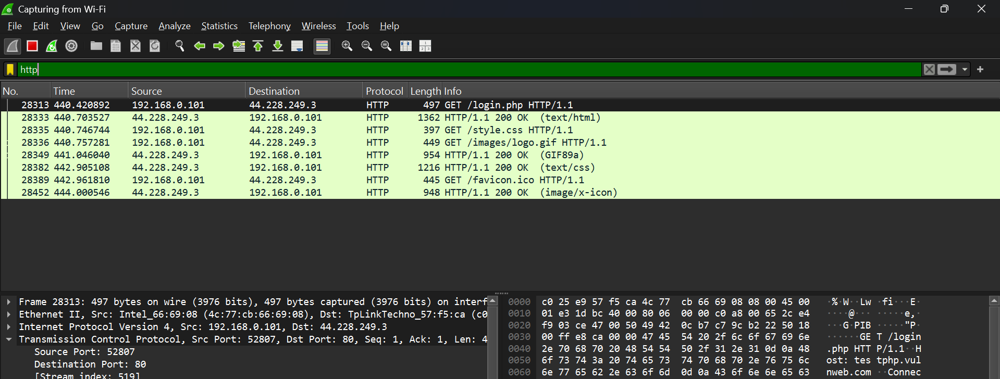 Capturing from Wi-Fi
File Edit View Go Capture Analyze Statistics Telephony Wireless Tools Help
http
No. Time Source Destination Protocol Length Info
28313 440.420892 192.168.0.101 44.228.249.3 HTTP 497 GET /login.php HTTP/1.1
28333 440.703527 44.228.249.3 192.168.0.101 HTTP 1362 HTTP/1.1 200 OK (text/html)
28335 440.746744 192.168.0.101 44.228.249.3 HTTP 397 GET /style.css HTTP/1.1
28336 440.757281 192.168.0.101 44.228.249.3 HTTP 449 GET /images/logo.gif HTTP/1.1
28349 441.046040 44.228.249.3 192.168.0.101 HTTP 954 HTTP/1.1 200 OK (GIF89a)
28382 442.905108 44.228.249.3 192.168.0.101 HTTP 1216 HTTP/1.1 200 OK (text/css)
28389 442.961810 192.168.0.101 44.228.249.3 HTTP 445 GET /favicon.ico HTTP/1.1
28452 444.000546 44.228.249.3 192.168.0.101 HTTP 948 HTTP/1.1 200 OK (image/x-icon)
Frame 28313: 497 bytes on wire (3976 bits), 497 bytes captured (3976 bits) on interf
Ethernet II, Src: Intel_66:69:08 (4c:77:cb:66:69:08), Dst: TpLinkTechno_57:f5:ca (c0
Internet Protocol Version 4, Src: 192.168.0.101, Dst: 44.228.249.3
Transmission Control Protocol, Src Port: 52807, Dst Port: 80, Seq: 1, Ack: 1, Len: 4
Source Port: 52807
Destination Port: 80
[Stream index: 519]
0000 c0 25 e9 57 f5 ca 4c 77 cb 66 69 08 08 00 45 00 ·%·W··Lw ·fi···E·
0010 01 e3 1d bc 40 00 80 06 00 00 c0 a8 00 65 2c e4 ····@··· ·····e,·
0020 f9 03 ce 47 00 50 49 42 0c b7 c7 9c b2 22 50 18 ···G·PIB ·····"P·
0030 00 ff e8 ca 00 00 47 45 54 20 2f 6c 6f 67 69 6e ······GE T /login
0040 2e 70 68 70 20 48 54 54 50 2f 31 2e 31 0d 0a 48 .php HTT P/1.1··H
0050 6f 73 74 3a 20 74 65 73 74 70 68 70 2e 76 75 6c ost: tes tphp.vul
0060 6e 77 65 62 2e 63 6f 6d 0d 0a 43 6f 6e 6e 65 63 nweb.com ··Connec